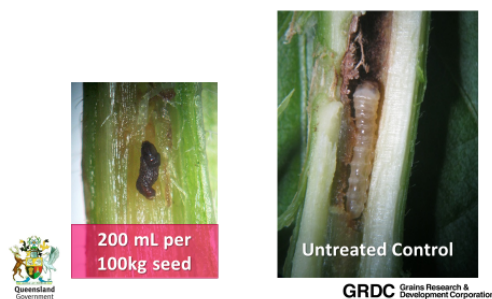 200 mL per
100kg seed
Untreated Control
Queensland
Government
GRDC
Grains Research &
Development Corporation